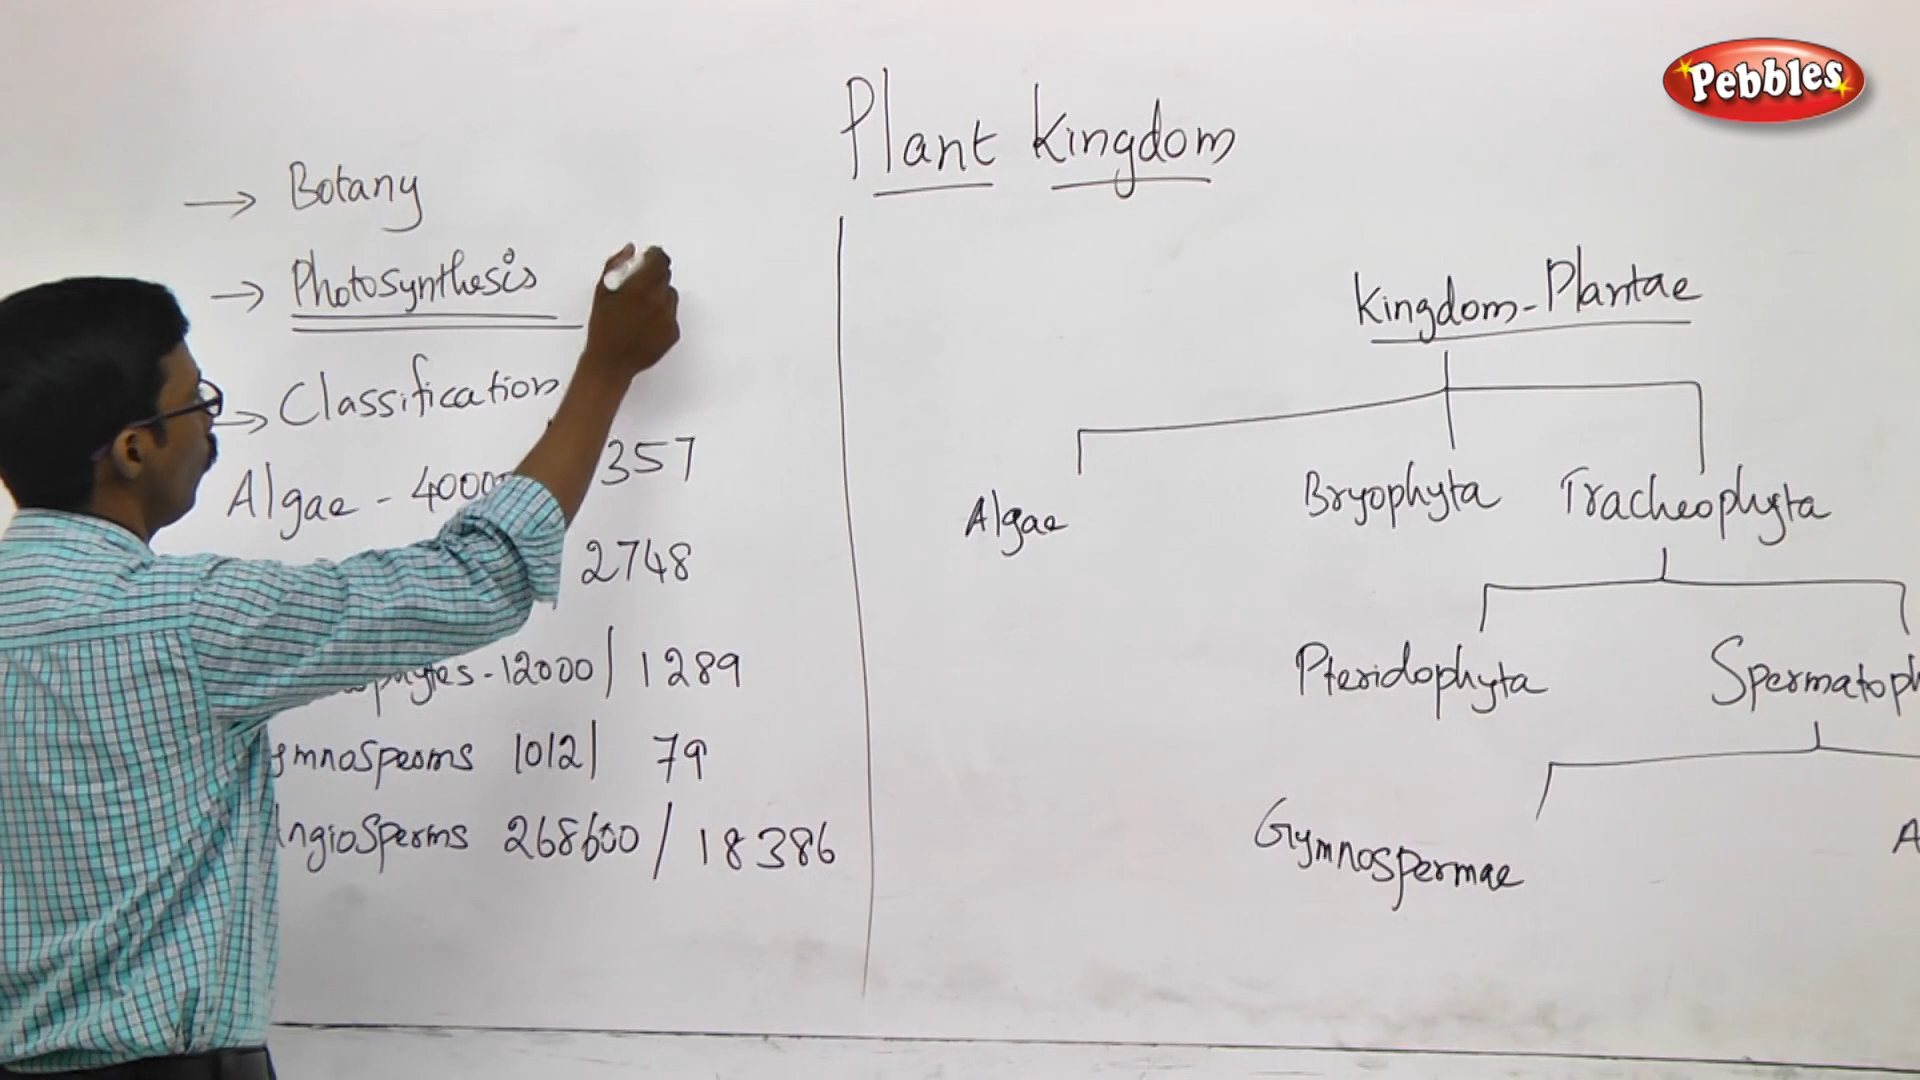 Pebbles
Plant Kingdom
→ Botany
→ Photosynthesis
→ Classification
Algae - 4000 357
2748
-12000 / 1289
1012 / 79
268600 / 18386
Kingdom-Plantae
Algae Bryophyta Tracheophyta
Pteridophyta
Gymnospermae